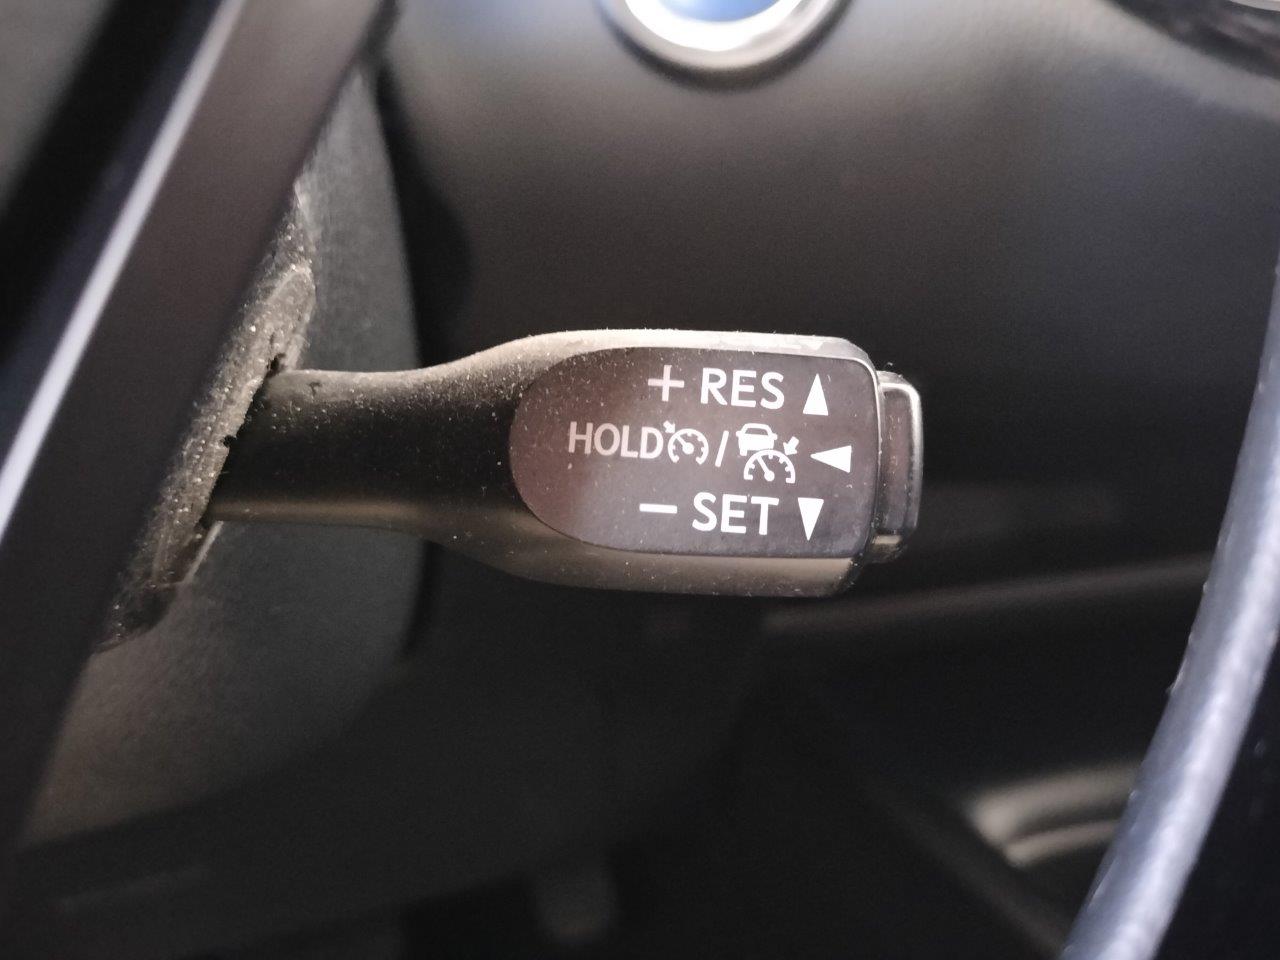 + RES
HOLD /
− SET